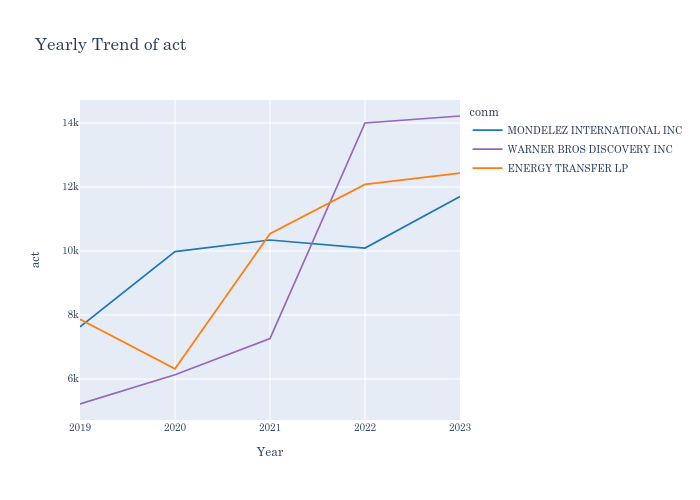 Yearly Trend of act
conm
MONDELEZ INTERNATIONAL INC
WARNER BROS DISCOVERY INC
ENERGY TRANSFER LP
act
14k
12k
10k
8k
6k
2019 2020 2021 2022 2023
Year